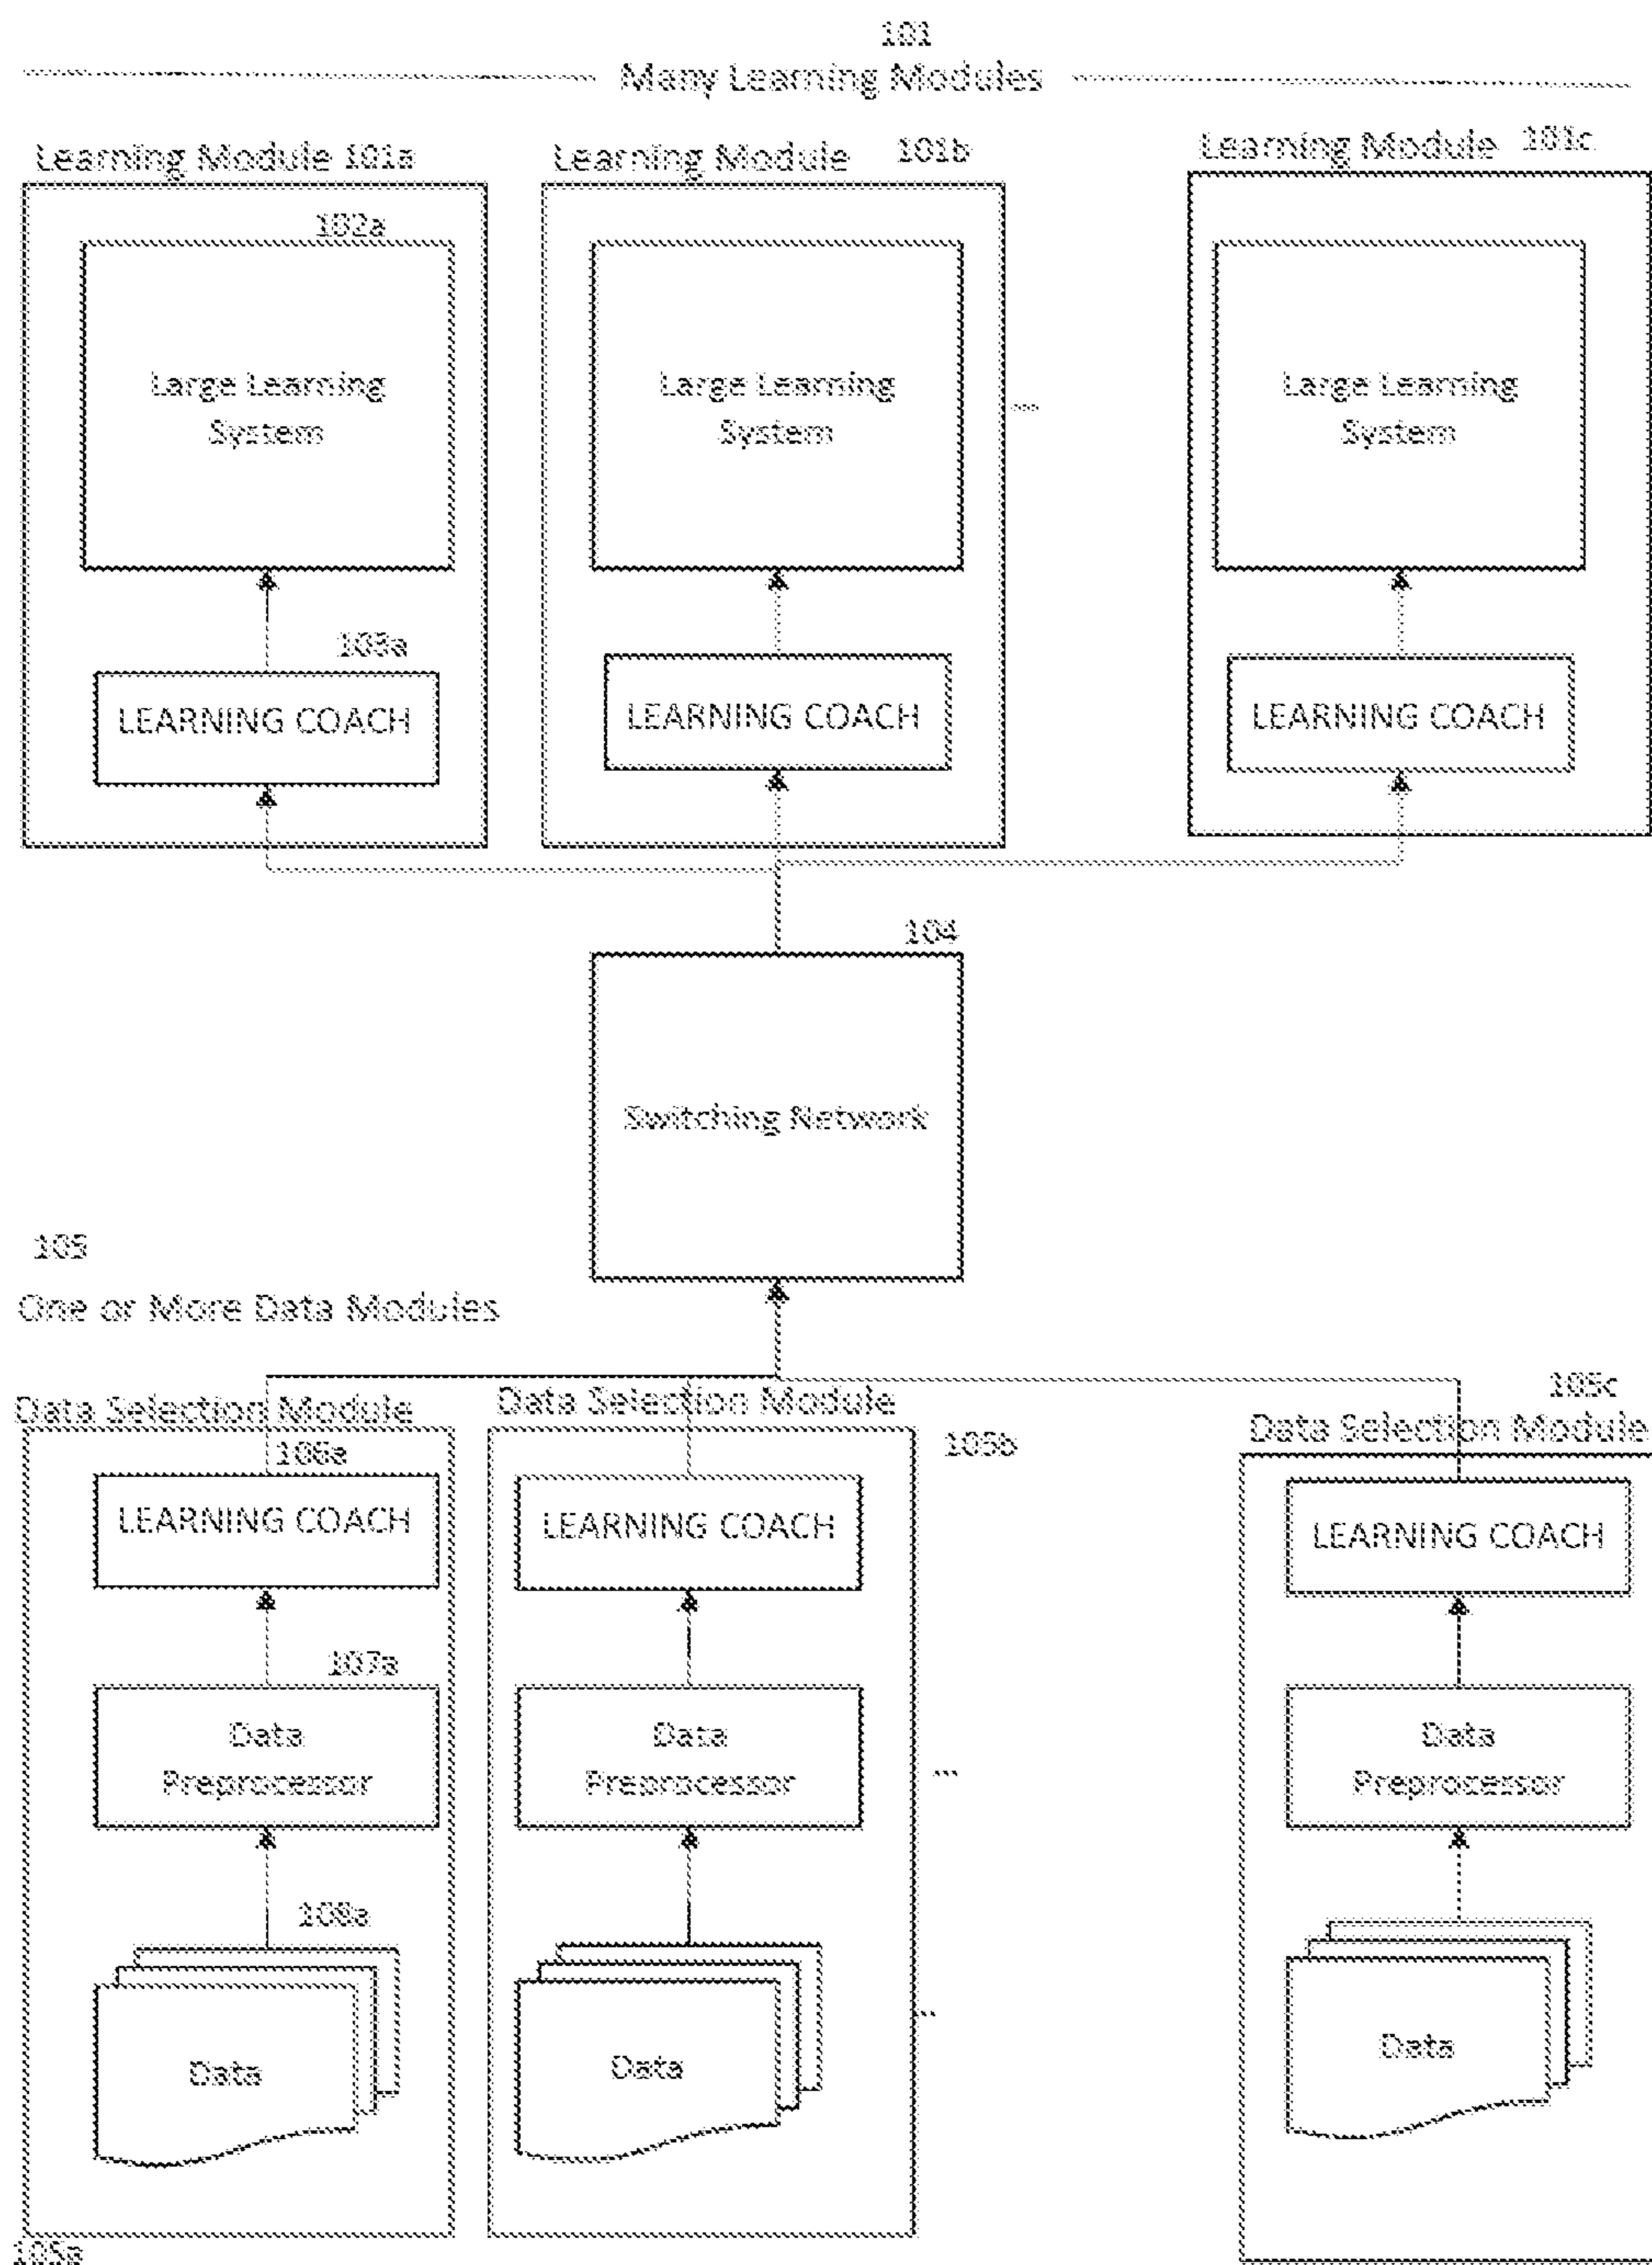 101
Many Learning Modules
Learning Module 101a
Learning Module 101b
Learning Module 101c
102a
Large Learning
System
Large Learning
System
...
Large Learning
System
103a
LEARNING COACH
LEARNING COACH
LEARNING COACH
104
Switching Network
105
One or More Data Modules
Data Selection Module
Data Selection Module
105b
105c
Data Selection Module
106a
LEARNING COACH
LEARNING COACH
LEARNING COACH
107a
Data
Preprocessor
Data
Preprocessor
...
Data
Preprocessor
108a
Data
Data
...
Data
105a